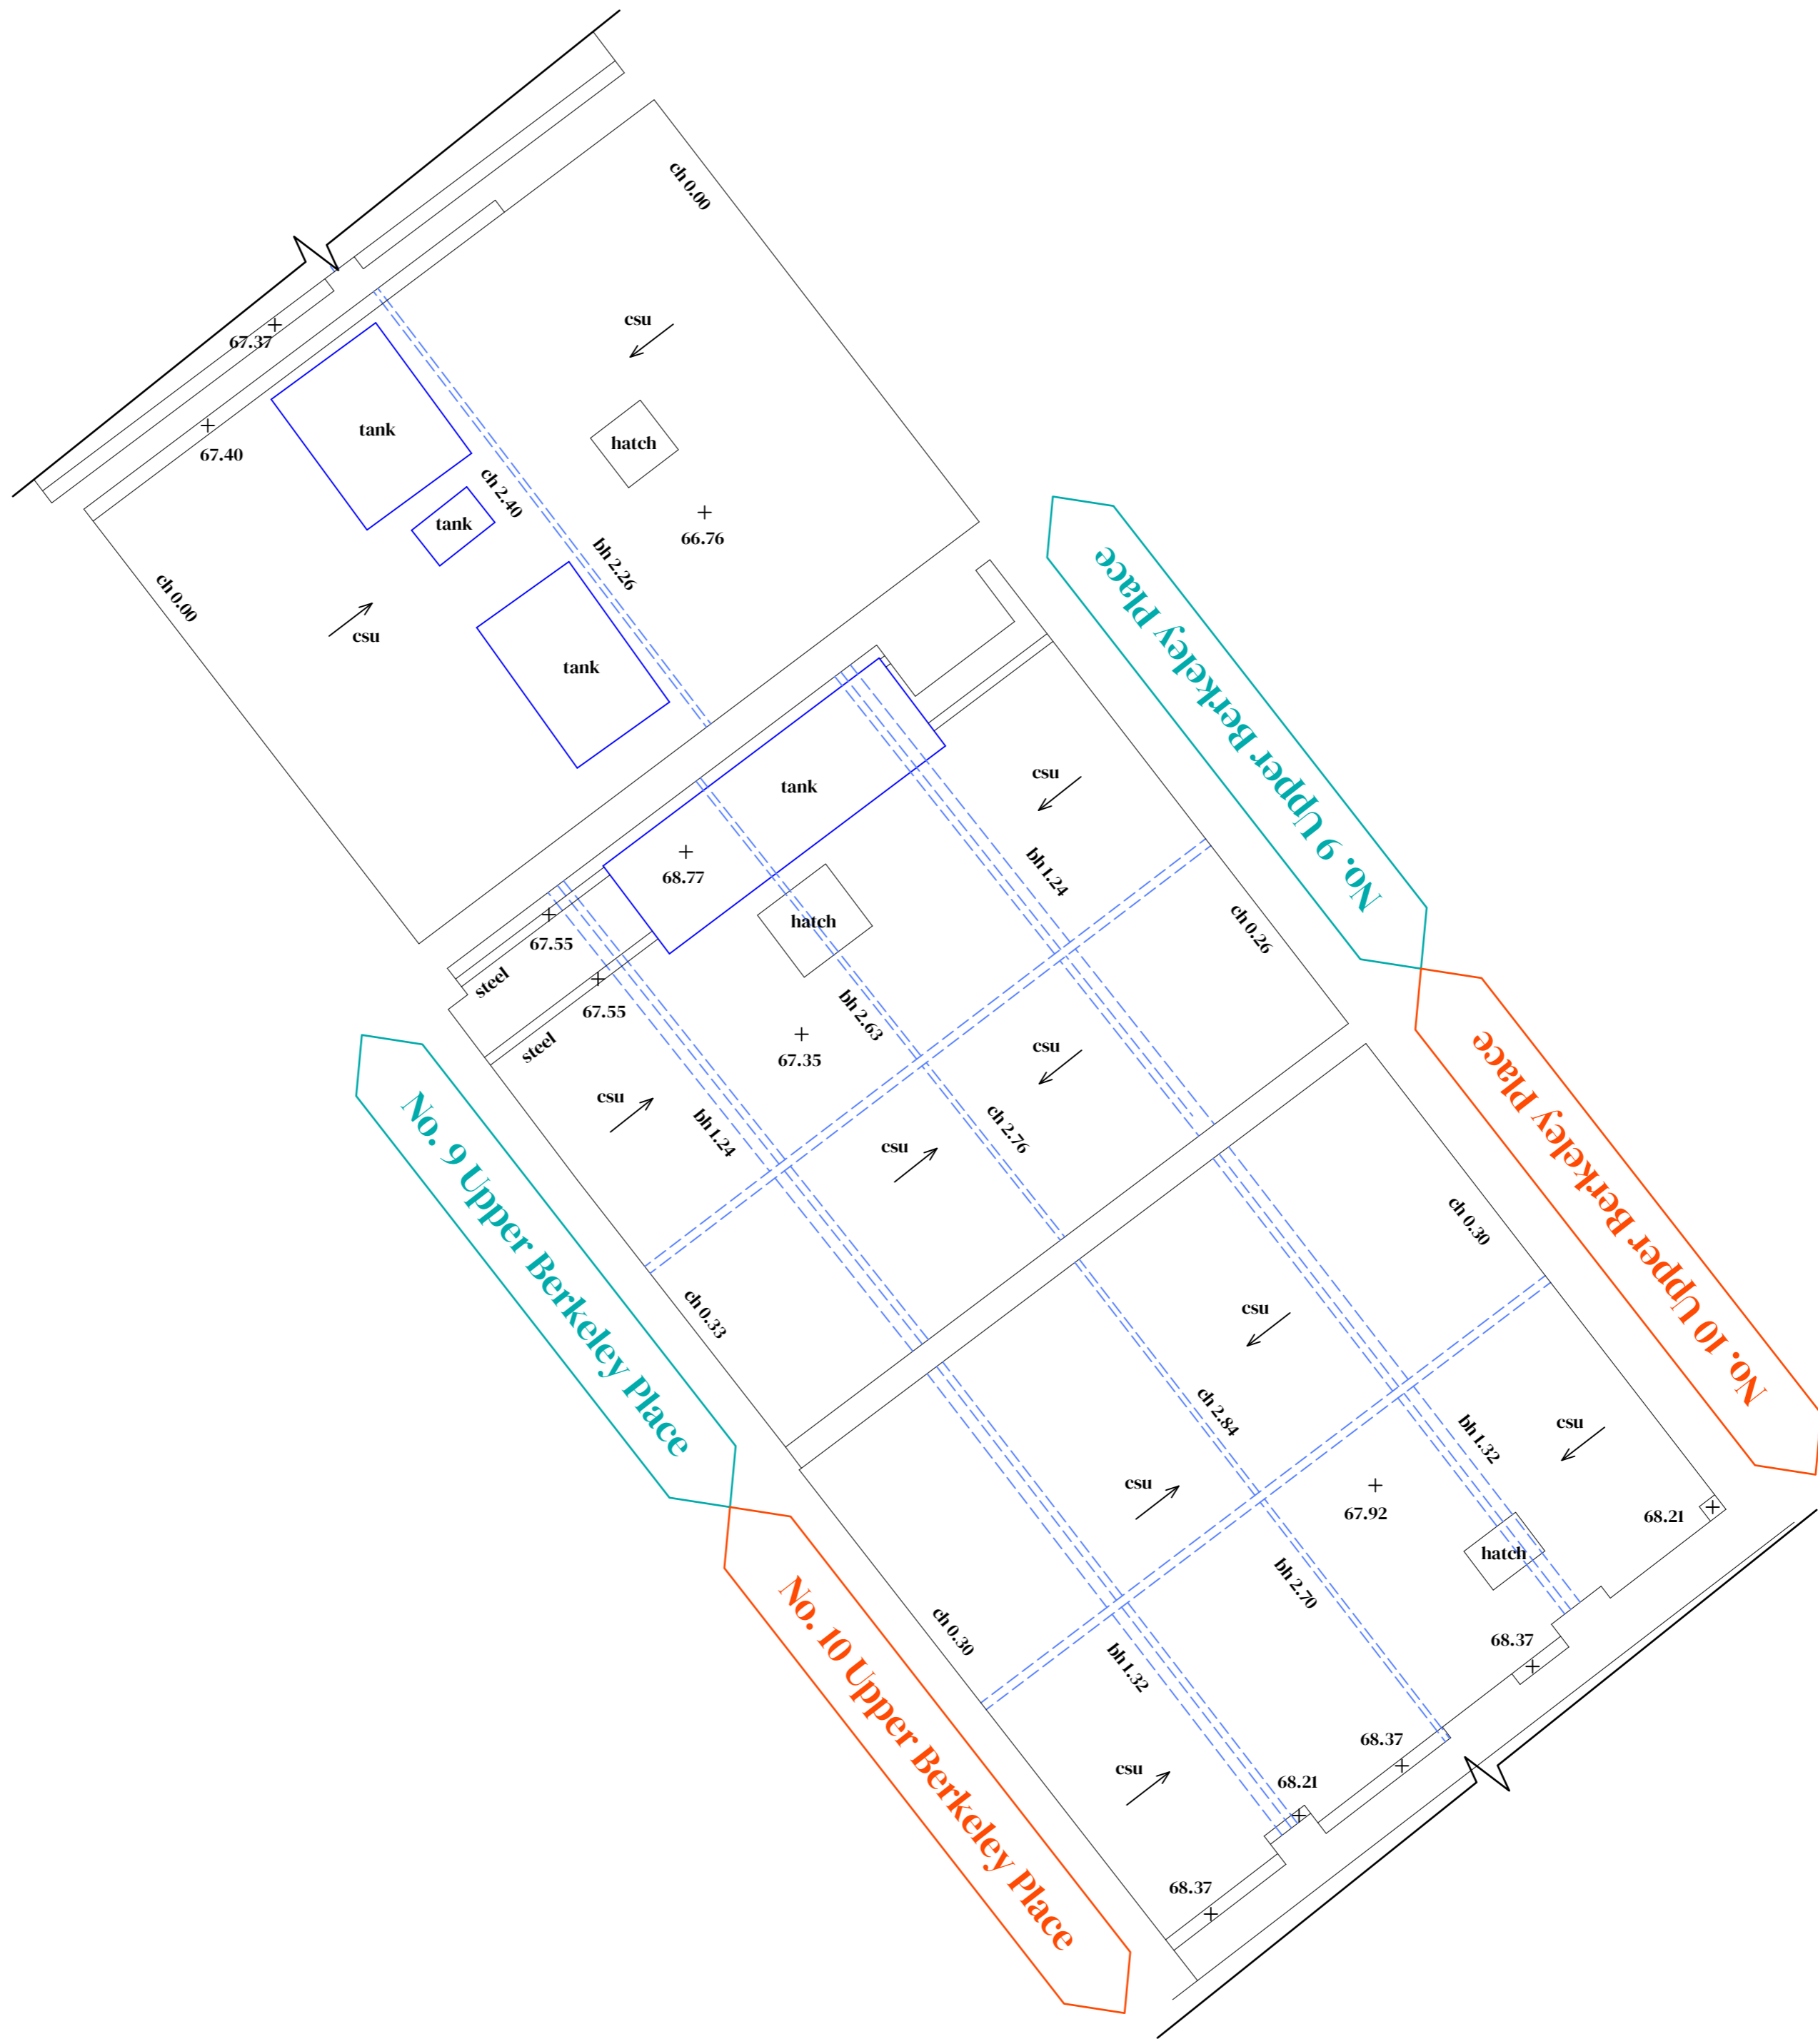 ch 0.00
csu
67.37
tank
hatch
67.40
ch 2.40
tank
66.76
bh 2.26
ch 0.00
csu
tank
No. 9 Upper Berkeley Place
csu
tank
bh 1.24
68.77
hatch
ch 0.26
67.55
steel
67.55
bh 2.63
67.35
steel
csu
csu
bh 1.24
ch 2.76
csu
No. 9 Upper Berkeley Place
No. 10 Upper Berkeley Place
ch 0.30
ch 0.33
csu
ch 2.84
bh 1.32
csu
csu
67.92
68.21
hatch
bh 2.70
ch 0.30
68.37
bh 1.32
No. 10 Upper Berkeley Place
68.37
csu
68.21
68.37